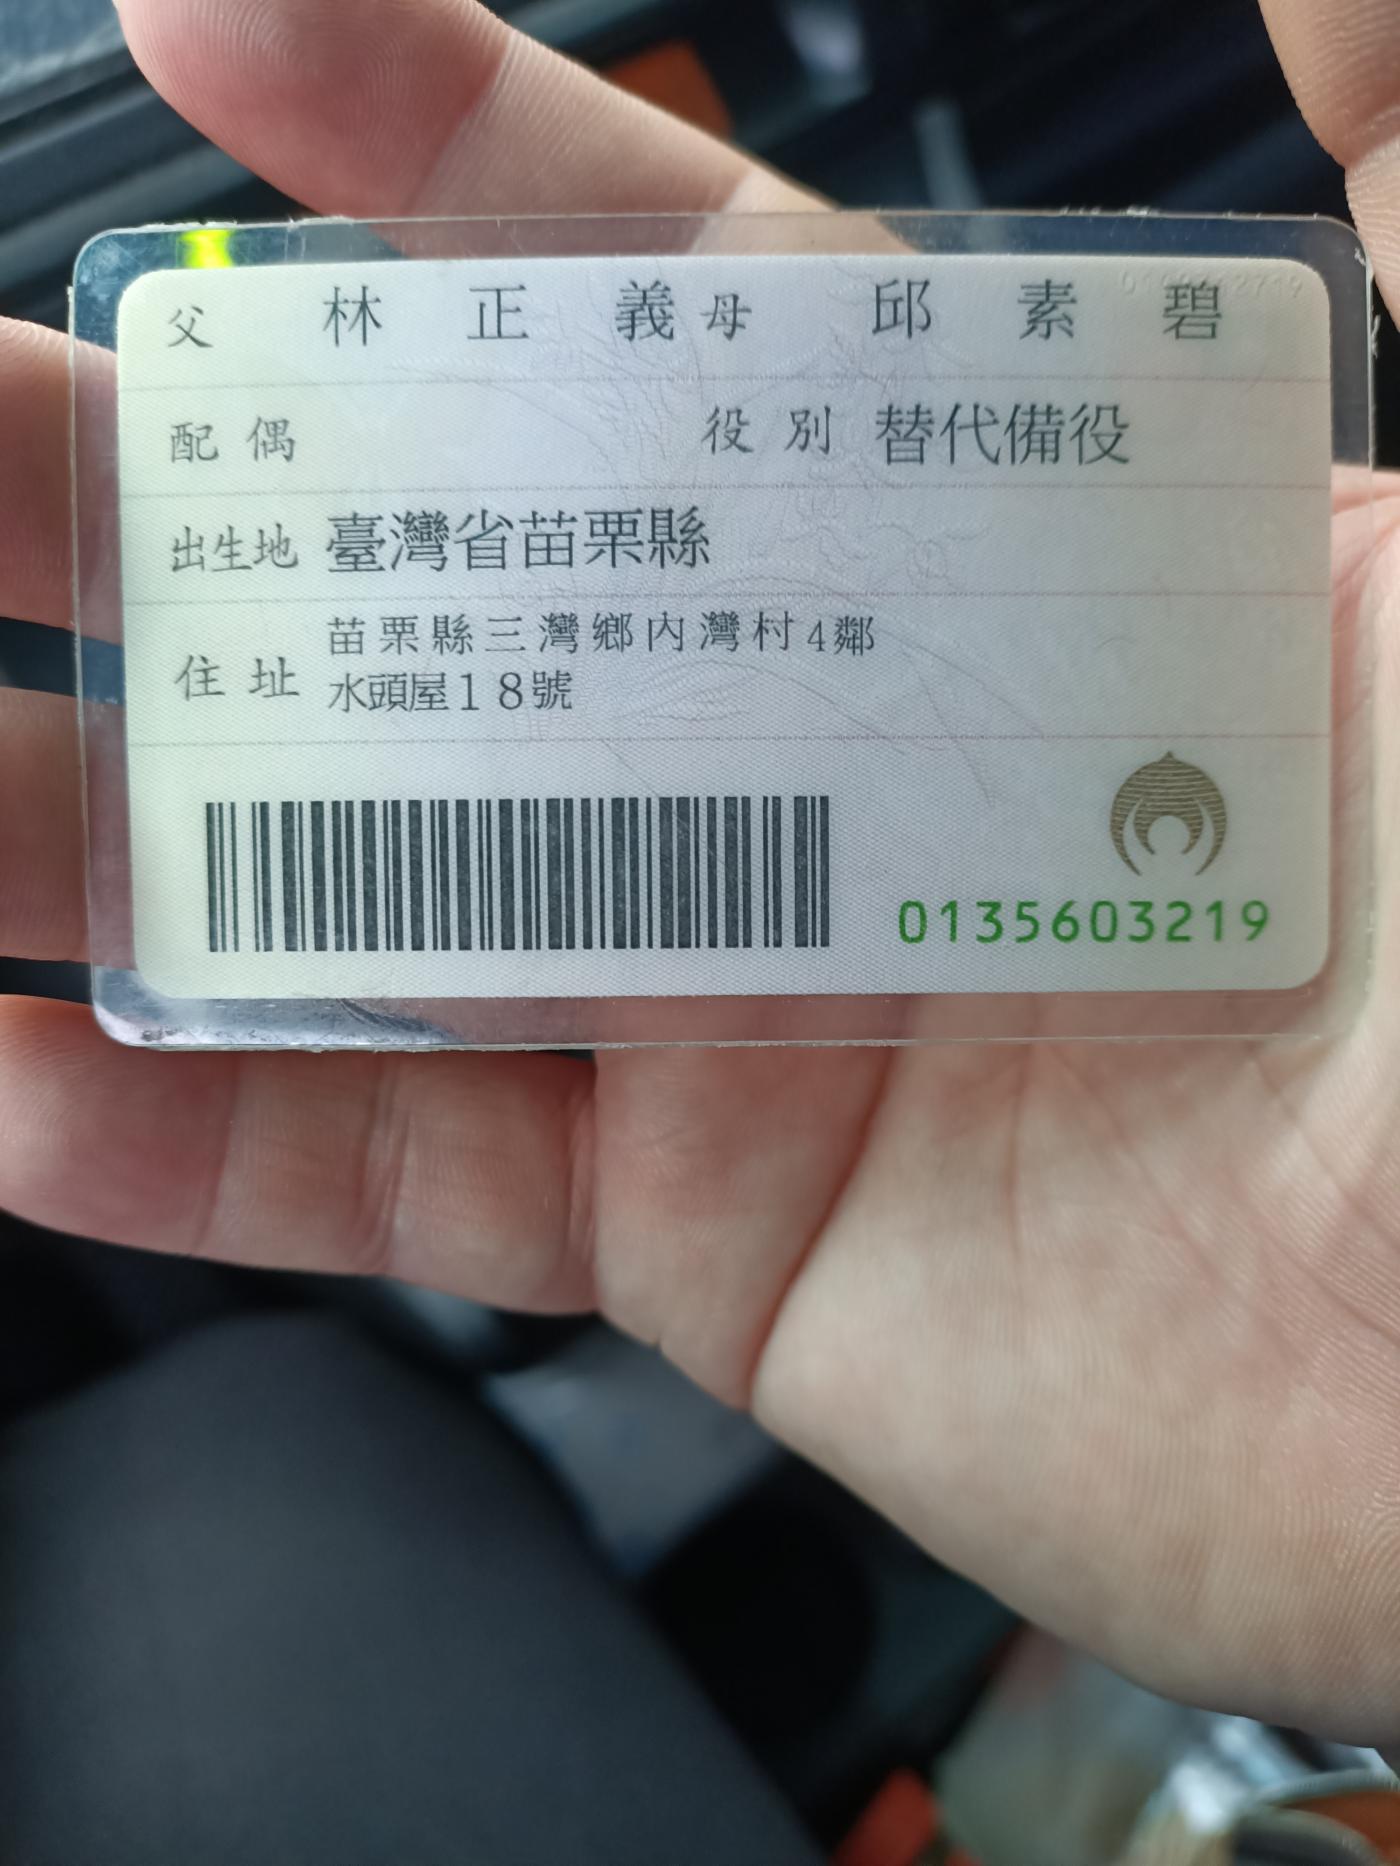 父 林正義 母 邱素碧
配偶 役別 替代備役
出生地 臺灣省苗栗縣
住址 苗栗縣三灣鄉內灣村4鄰
水頭屋18號
0135603219